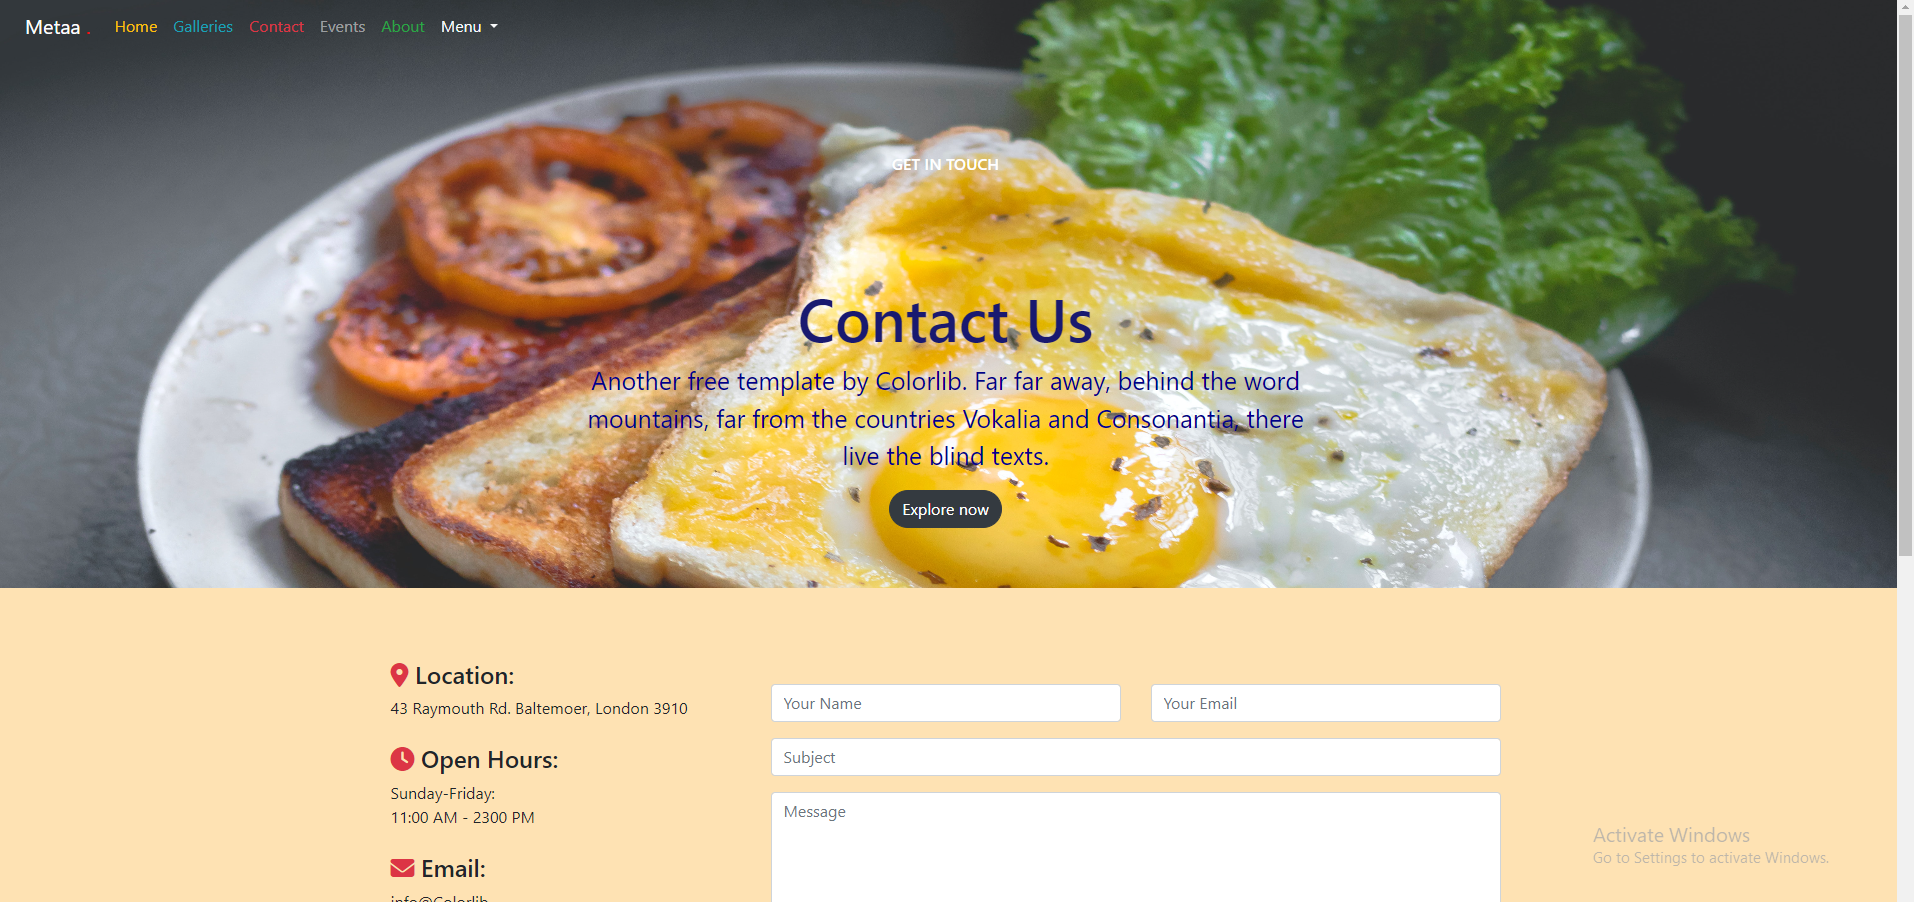 Metaa . Home Galleries Contact Events About Menu
GET IN TOUCH
Contact Us
Another free template by Colorlib. Far far away, behind the word
mountains, far from the countries Vokalia and Consonantia, there
live the blind texts.
Explore now
Location:
43 Raymouth Rd. Baltemoer, London 3910
Open Hours:
Sunday-Friday:
11:00 AM - 2300 PM
Email:
info@Colorlib
Your Name
Your Email
Subject
Message
Activate Windows
Go to Settings to activate Windows.